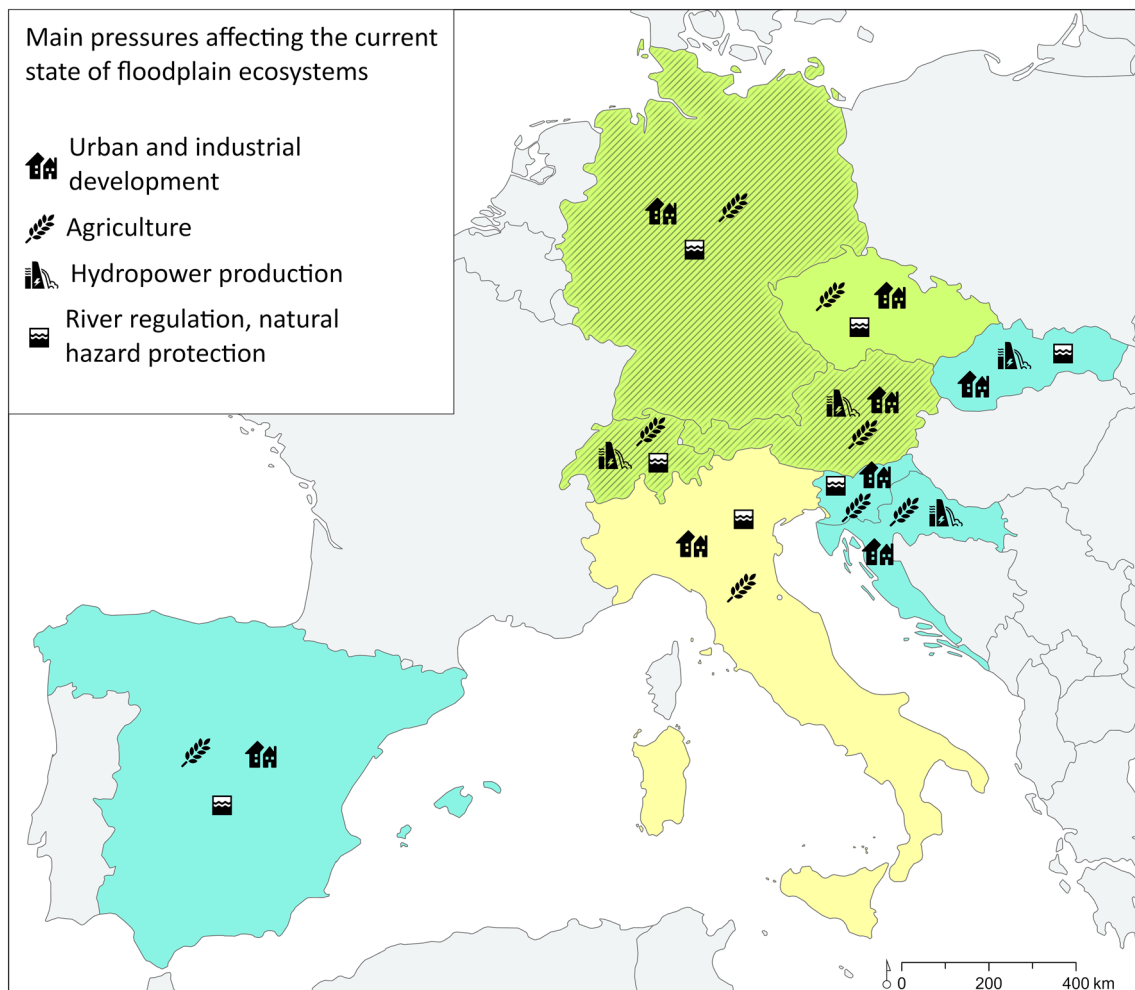 Main pressures affecting the current
state of floodplain ecosystems
Urban and industrial
development
Agriculture
Hydropower production
River regulation, natural
hazard protection
0 200 400 km